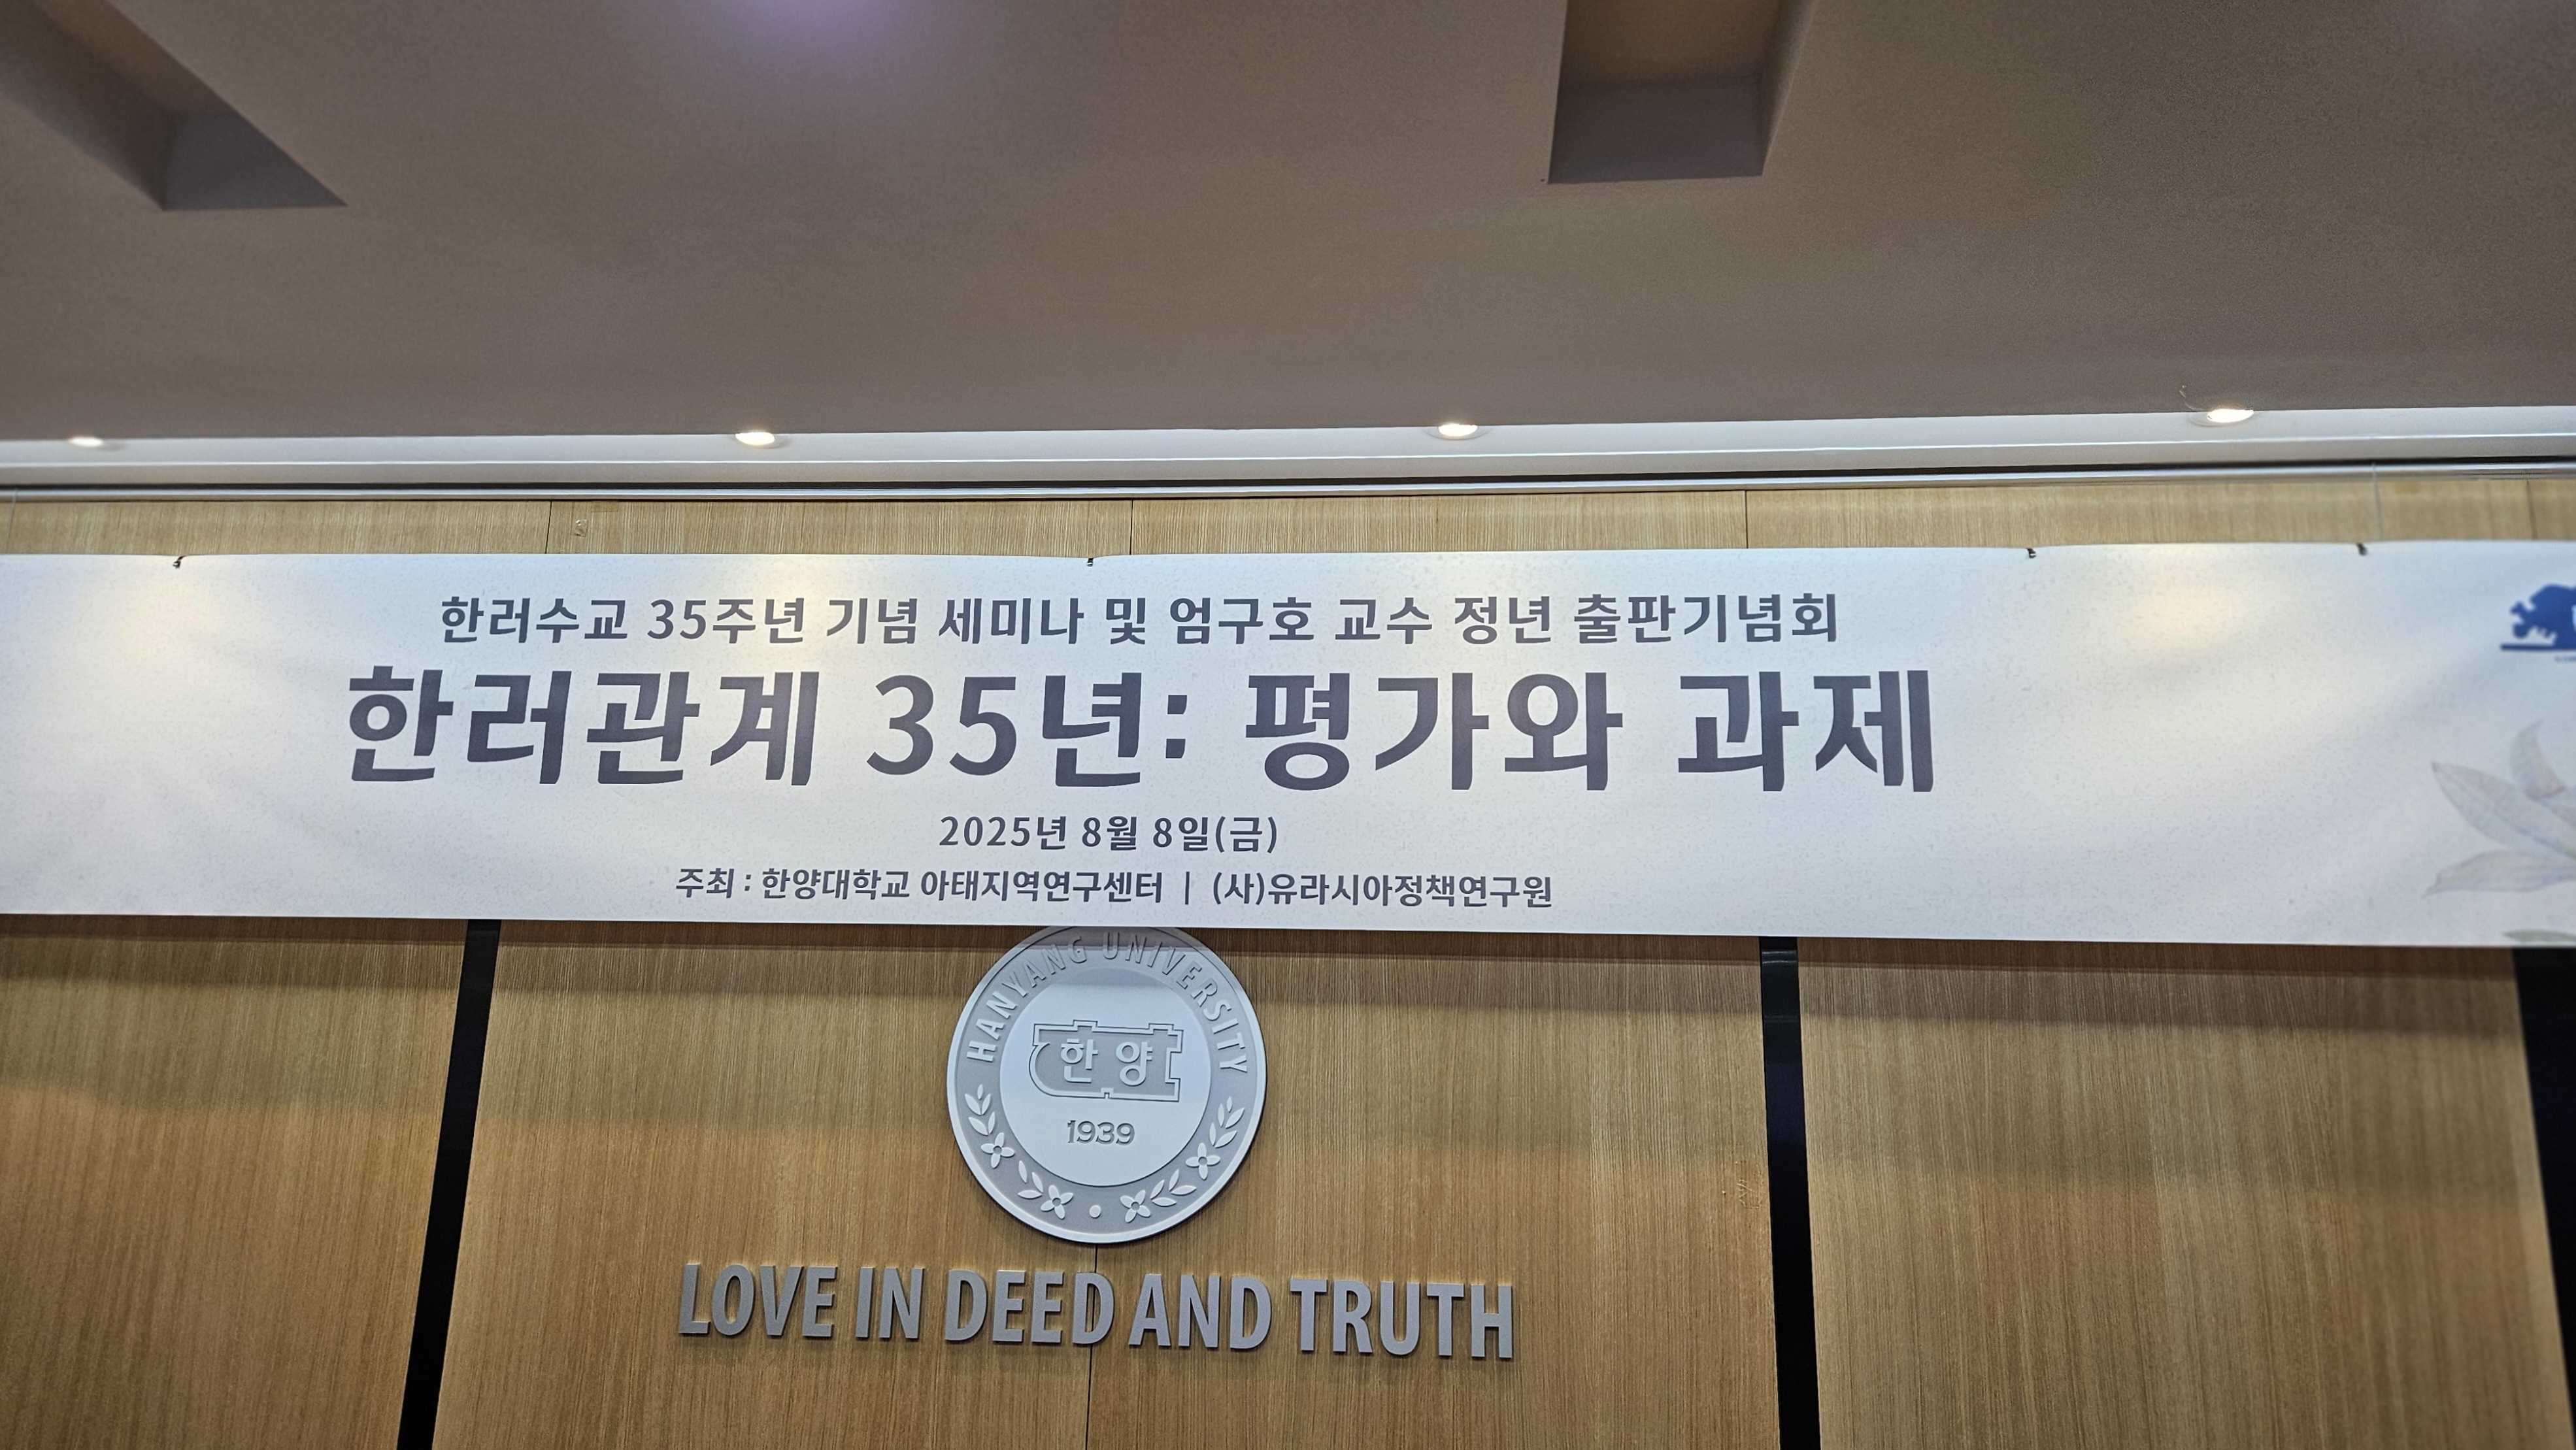 한러수교 35주년 기념 세미나 및 엄구호 교수 정년 출판기념회
한러관계 35년: 평가와 과제
2025년 8월 8일(금)
주최 : 한양대학교 아태지역연구센터 | (사)유라시아정책연구원
HANYANG UNIVERSITY
한양
1939
LOVE IN DEED AND TRUTH